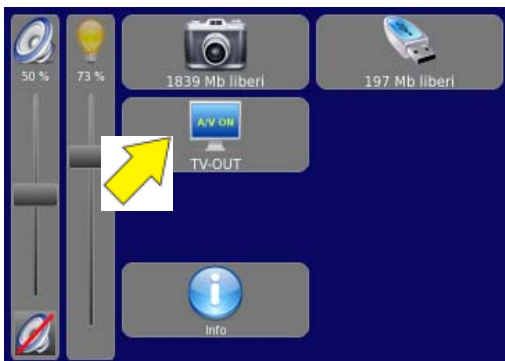 50 %
73 %
1839 Mb liberi
197 Mb liberi
A/V ON
TV-OUT
Info